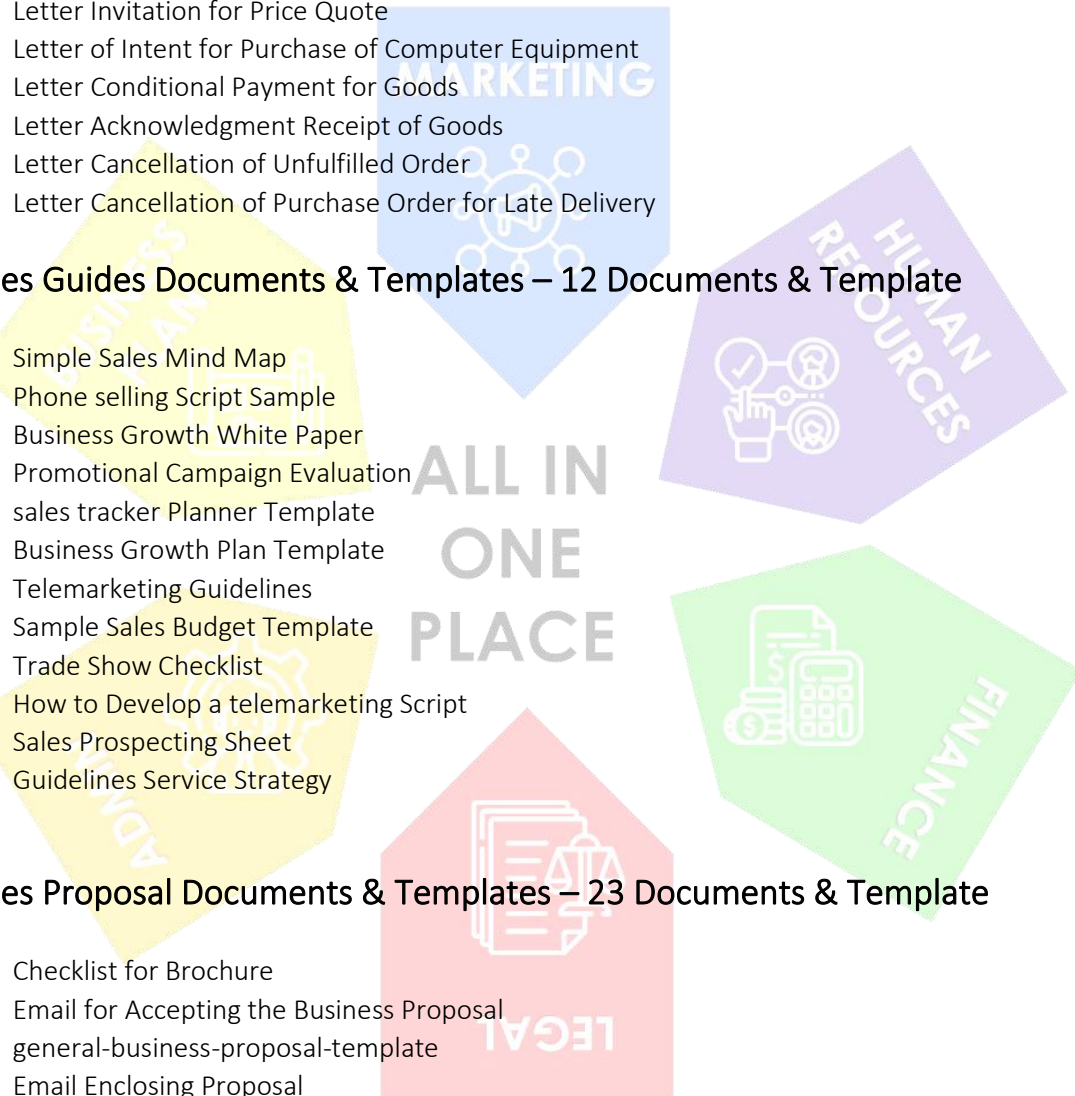 Letter Invitation for Price Quote
Letter of Intent for Purchase of Computer Equipment
MARKETING
Letter Conditional Payment for Goods
Letter Acknowledgment Receipt of Goods
Letter Cancellation of Unfulfilled Order
Letter Cancellation of Purchase Order for Late Delivery
HUMAN
RESOURCES
es Guides Documents & Templates – 12 Documents & Template
BUSINESS
PLAN
Simple Sales Mind Map
Phone selling Script Sample
Business Growth White Paper
Promotional Campaign Evaluation
sales tracker Planner Template
Business Growth Plan Template
Telemarketing Guidelines
Sample Sales Budget Template
Trade Show Checklist
How to Develop a telemarketing Script
Sales Prospecting Sheet
Guidelines Service Strategy
ALL IN
ONE
PLACE
FINANCE
ADMIN
es Proposal Documents & Templates – 23 Documents & Template
Checklist for Brochure
Email for Accepting the Business Proposal
general-business-proposal-template
Email Enclosing Proposal
LEGAL